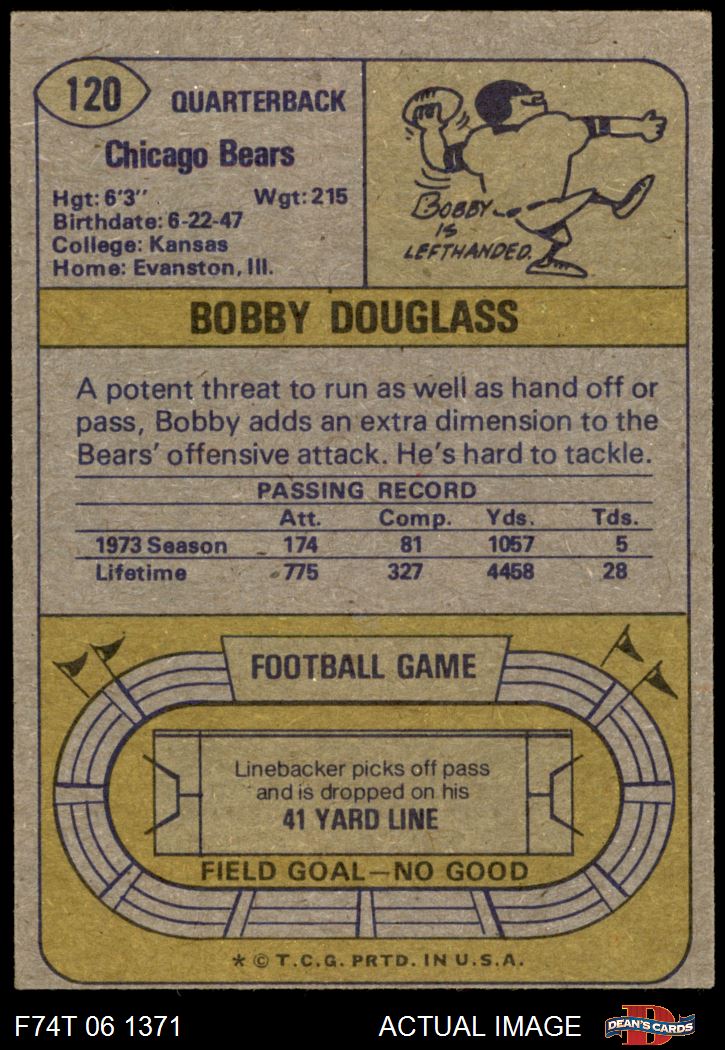 120 QUARTERBACK
Chicago Bears
Hgt: 6'3" Wgt: 215
Birthdate: 6-22-47
College: Kansas
Home: Evanston, Ill.
BOBBY
IS
LEFTHANDED.
BOBBY DOUGLASS
A potent threat to run as well as hand off or
pass, Bobby adds an extra dimension to the
Bears' offensive attack. He's hard to tackle.
PASSING RECORD
Att. Comp. Yds. Tds.
1973 Season 174 81 1057 5
Lifetime 775 327 4458 28
FOOTBALL GAME
Linebacker picks off pass
and is dropped on his
41 YARD LINE
FIELD GOAL—NO GOOD
* © T.C.G. PRTD. IN U.S.A.
F74T 06 1371 ACTUAL IMAGE
D
DEAN'S CARDS